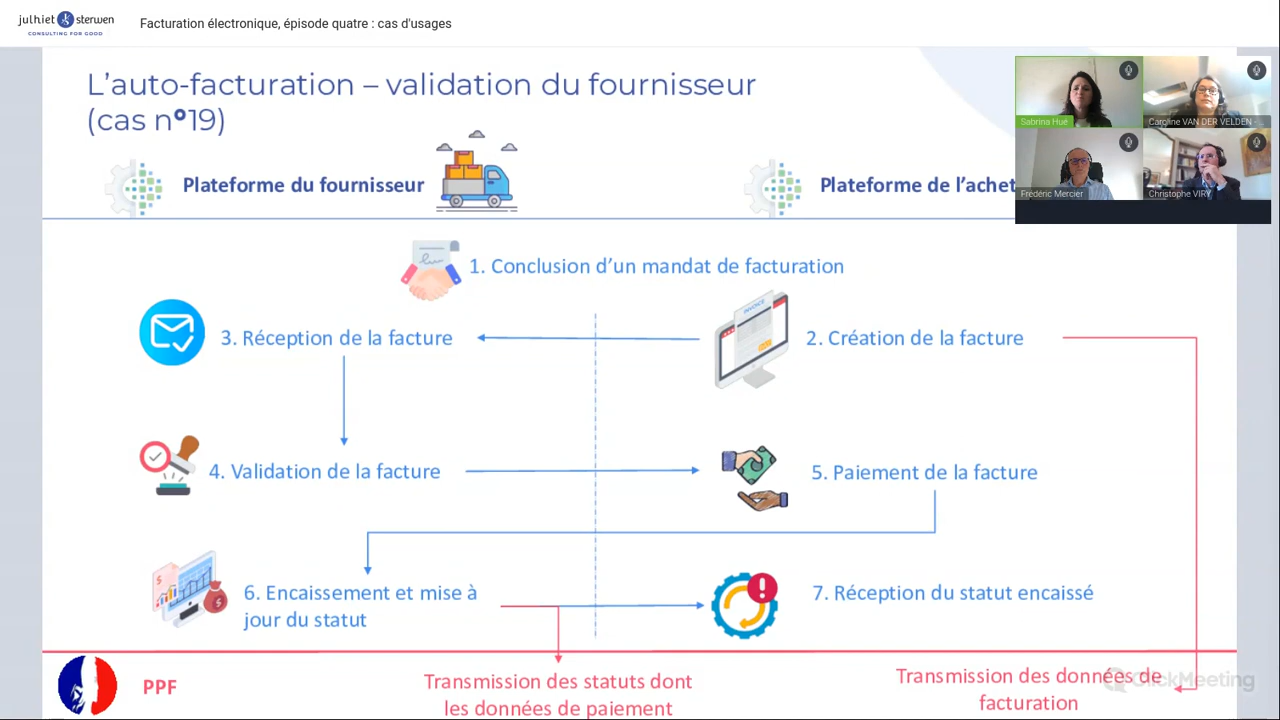 julhiet sterwen
CONSULTING FOR GOOD
Facturation électronique, épisode quatre : cas d'usages
L'auto-facturation – validation du fournisseur
(cas n°19)
Sabrina Hue
Caroline VAN DER VELDEN -...
Frédéric Mercier
Christophe VIRY
Plateforme du fournisseur
Plateforme de l'achet
1. Conclusion d'un mandat de facturation
INVOICE
3. Réception de la facture
2. Création de la facture
4. Validation de la facture
5. Paiement de la facture
6. Encaissement et mise à
jour du statut
7. Réception du statut encaissé
PPF
Transmission des statuts dont
les données de paiement
Transmission des données de
facturation
ClickMeeting